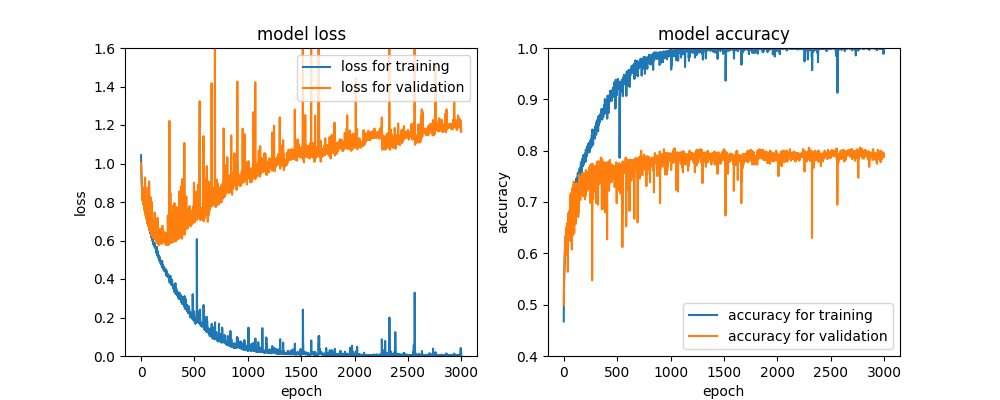 model loss
loss
1.6
1.4
1.2
1.0
0.8
0.6
0.4
0.2
0.0
loss for training
loss for validation
0 500 1000 1500 2000 2500 3000
epoch
model accuracy
accuracy
1.0
0.9
0.8
0.7
0.6
0.5
0.4
accuracy for training
accuracy for validation
0 500 1000 1500 2000 2500 3000
epoch